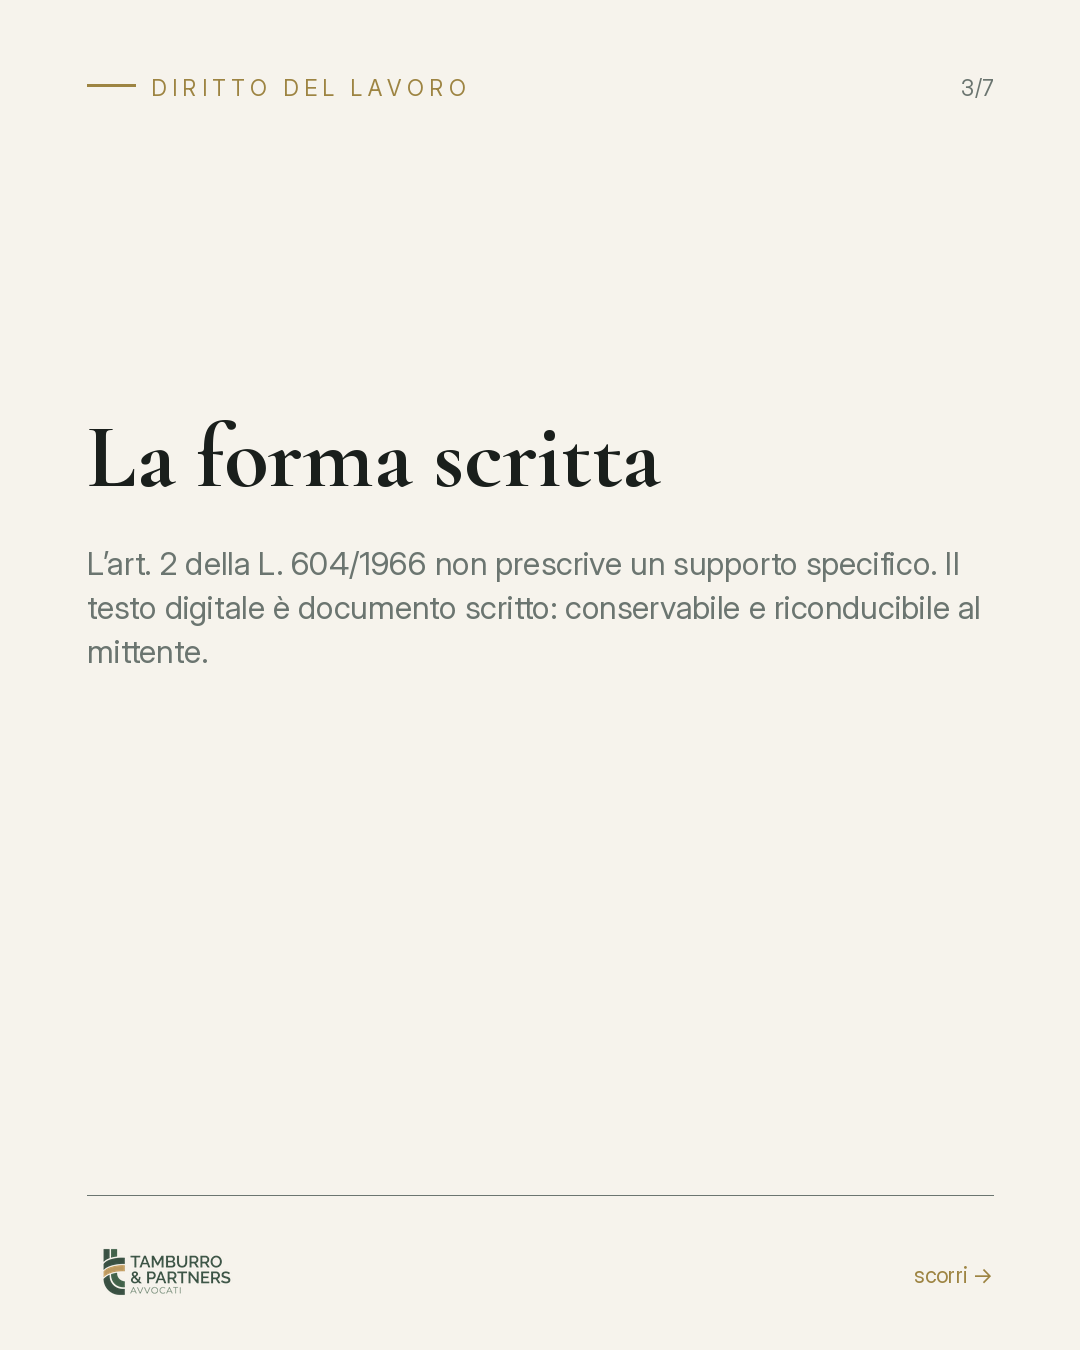 DIRITTO DEL LAVORO
3/7
La forma scritta
L’art. 2 della L. 604/1966 non prescrive un supporto specifico. Il
testo digitale è documento scritto: conservabile e riconducibile al
mittente.
TAMBURRO
& PARTNERS
AVVOCATI
scorri →